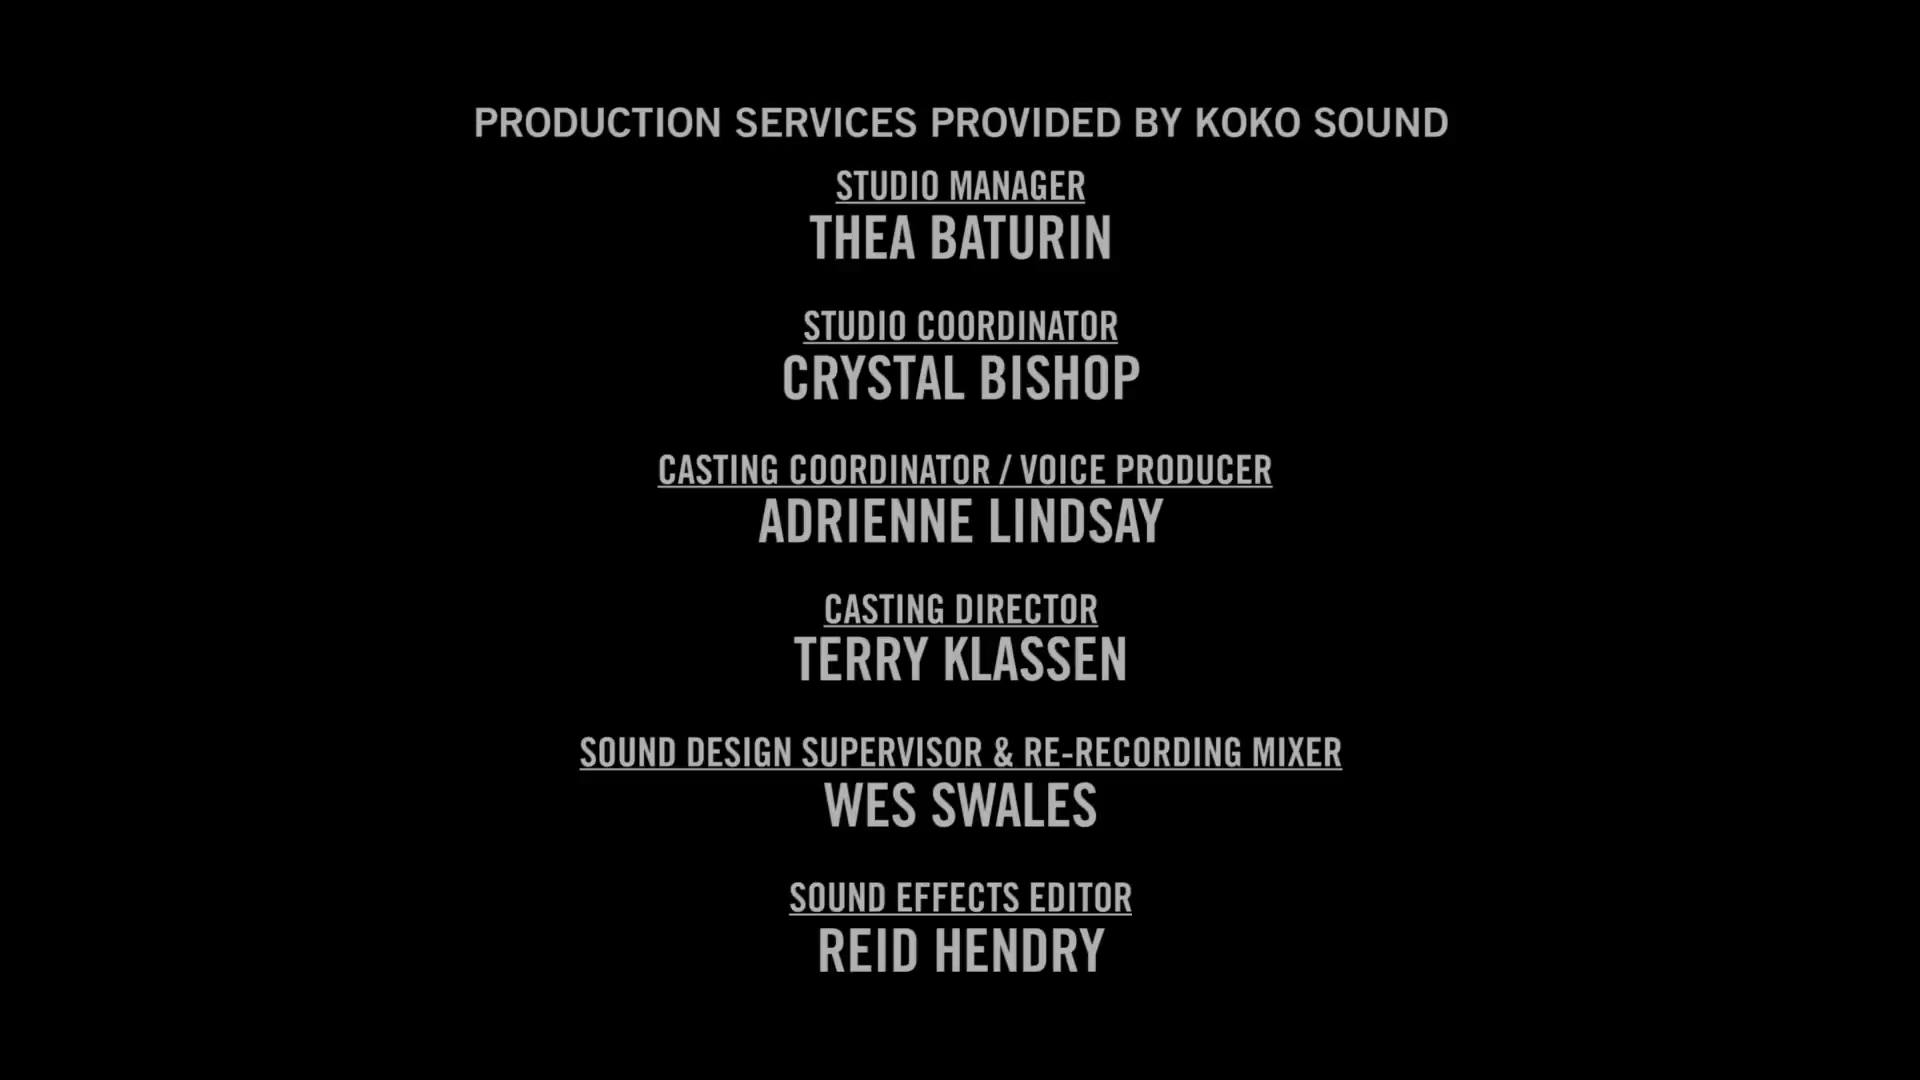 PRODUCTION SERVICES PROVIDED BY KOKO SOUND
STUDIO MANAGER
THEA BATURIN
STUDIO COORDINATOR
CRYSTAL BISHOP
CASTING COORDINATOR / VOICE PRODUCER
ADRIENNE LINDSAY
CASTING DIRECTOR
TERRY KLASSEN
SOUND DESIGN SUPERVISOR & RE-RECORDING MIXER
WES SWALES
SOUND EFFECTS EDITOR
REID HENDRY